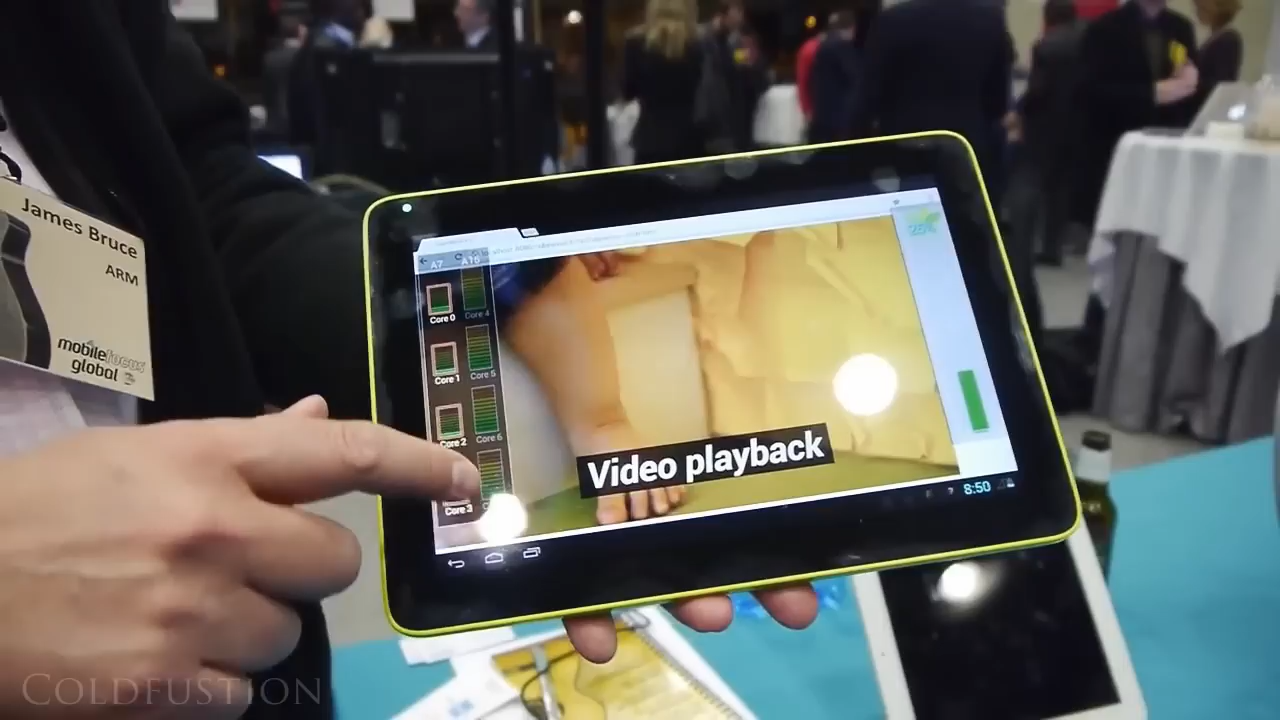 James Bruce
ARM
mobilefocus
global
A7
A15
Core 0
Core 4
Core 1
Core 5
Core 2
Core 6
Core 3
Video playback
8:50
COLDFUSTION